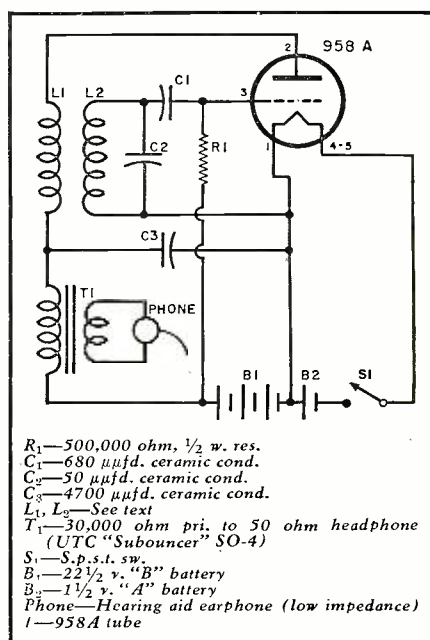 958 A
2
L1 L2 C1
3
C2 R1
1
4-5
C3
T1
PHONE
B1 B2 S1
R₁—500,000 ohm, ½ w. res.
C₁—680 μμfd. ceramic cond.
C₂—50 μμfd. ceramic cond.
C₃—4700 μμfd. ceramic cond.
L₁, L₂—See text
T₁—30,000 ohm pri. to 50 ohm headphone
(UTC "Subouncer" SO-4)
S₁—S.p.s.t. sw.
B₁—22½ v. "B" battery
B₂—1½ v. "A" battery
Phone—Hearing aid earphone (low impedance)
1—958A tube